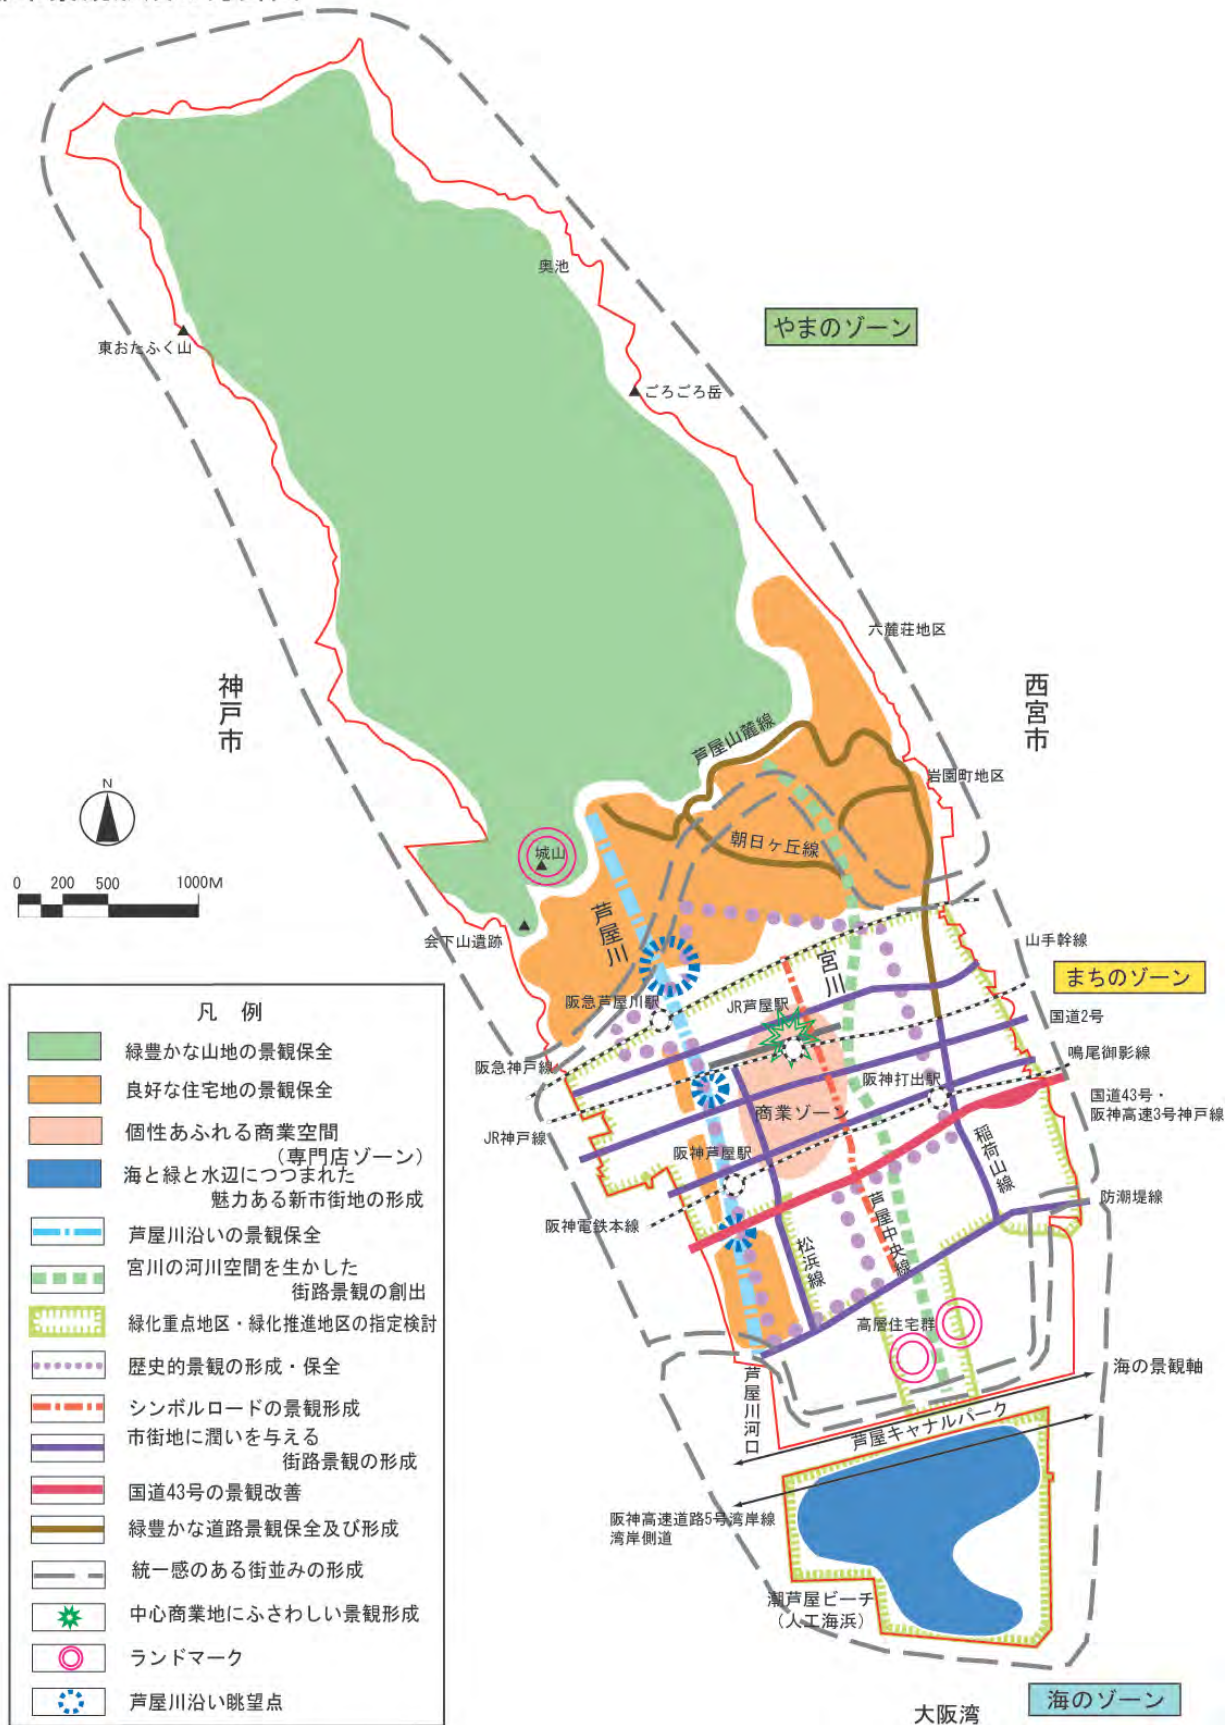 奥池
やまのゾーン
東おたふく山
ごろごろ岳
六麓荘地区
神戸市
西宮市
芦屋山麓線
岩園町地区
N
朝日ヶ丘線
城山
0 200 500 1000M
芦屋川
会下山遺跡
宮川
山手幹線
まちのゾーン
阪急芦屋川駅
JR芦屋駅
国道2号
鳴尾御影線
阪急神戸線
阪神打出駅
国道43号・
阪神高速3号神戸線
商業ゾーン
JR神戸線
阪神芦屋駅
稲荷山線
防潮堤線
阪神電鉄本線
芦屋中央線
松浜線
高層住宅群
海の景観軸
芦屋川河口
芦屋キャナルパーク
阪神高速道路5号湾岸線
湾岸側道
潮芦屋ビーチ
(人工海浜)
海のゾーン
大阪湾
凡 例
緑豊かな山地の景観保全
良好な住宅地の景観保全
個性あふれる商業空間
(専門店ゾーン)
海と緑と水辺につつまれた
魅力ある新市街地の形成
芦屋川沿いの景観保全
宮川の河川空間を生かした
街路景観の創出
緑化重点地区・緑化推進地区の指定検討
歴史的景観の形成・保全
シンボルロードの景観形成
市街地に潤いを与える
街路景観の形成
国道43号の景観改善
緑豊かな道路景観保全及び形成
統一感のある街並みの形成
中心商業地にふさわしい景観形成
ランドマーク
芦屋川沿い眺望点